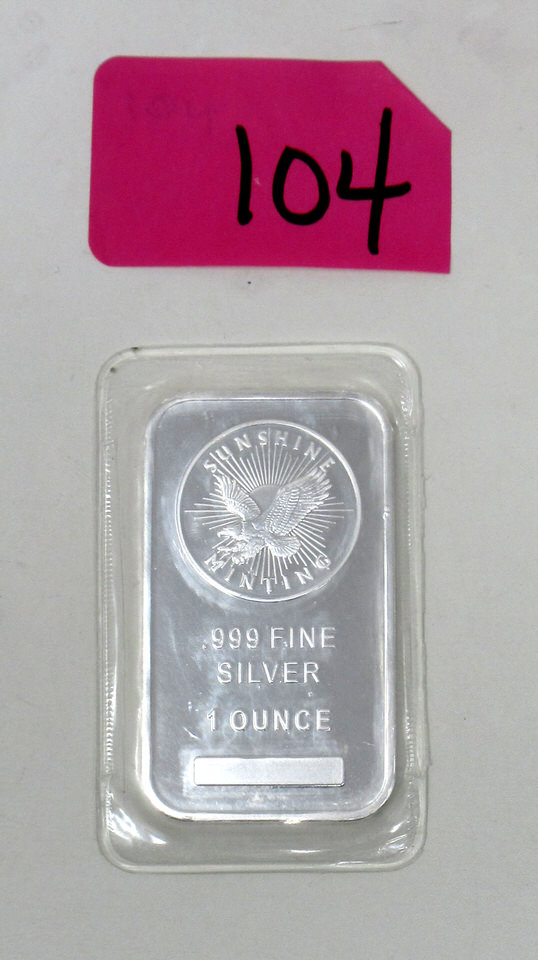 104
SUNSHINE
MINTING
.999 FINE
SILVER
1 OUNCE